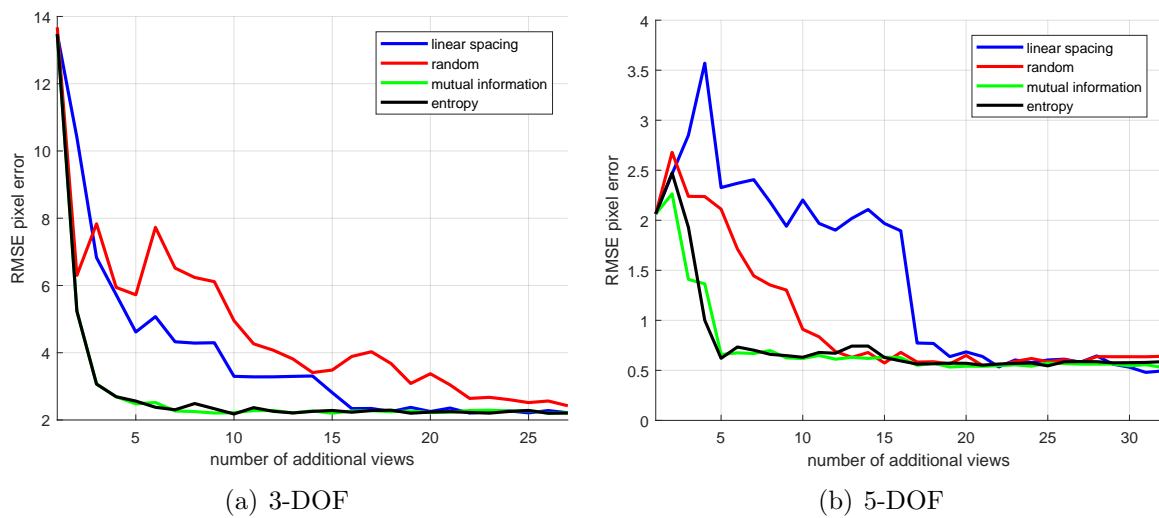 14
12
10
8
6
4
2
RMSE pixel error
linear spacing
random
mutual information
entropy
5 10 15 20 25
number of additional views
(a) 3-DOF
4
3.5
3
2.5
2
1.5
1
0.5
0
RMSE pixel error
linear spacing
random
mutual information
entropy
5 10 15 20 25 30
number of additional views
(b) 5-DOF